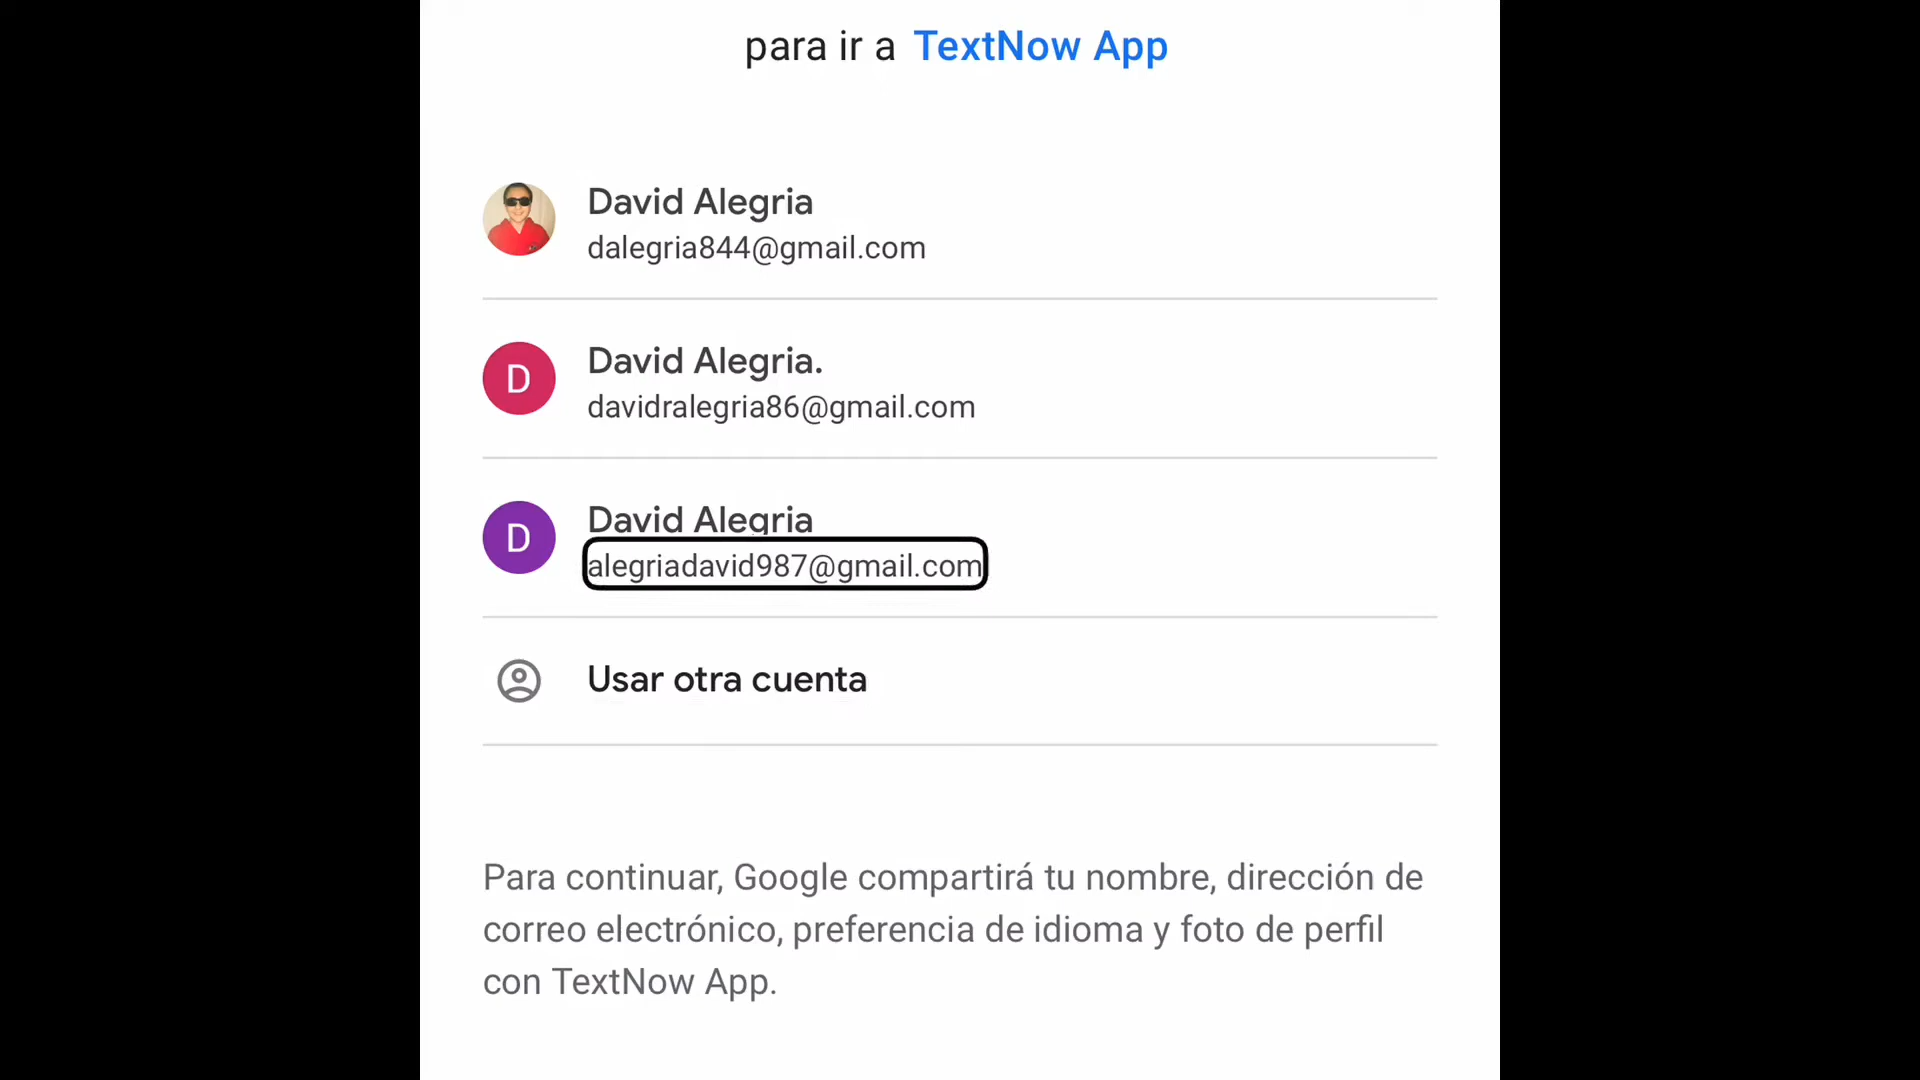 para ir a TextNow App
David Alegria
dalegria844@gmail.com
D
David Alegria.
davidralegria86@gmail.com
D
David Alegria
alegriadavid987@gmail.com
Usar otra cuenta
Para continuar, Google compartirá tu nombre, dirección de
correo electrónico, preferencia de idioma y foto de perfil
con TextNow App.